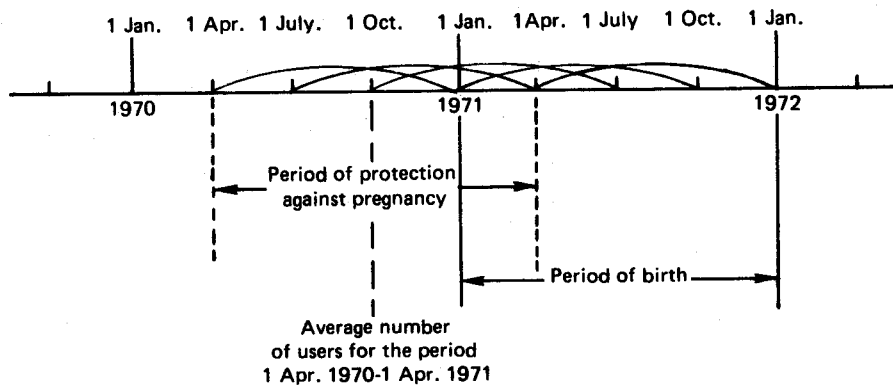 1 Jan. 1 Apr. 1 July. 1 Oct. 1 Jan. 1Apr. 1 July 1 Oct. 1 Jan.
1970 1971 1972
Period of protection
against pregnancy
Period of birth
Average number
of users for the period
1 Apr. 1970-1 Apr. 1971